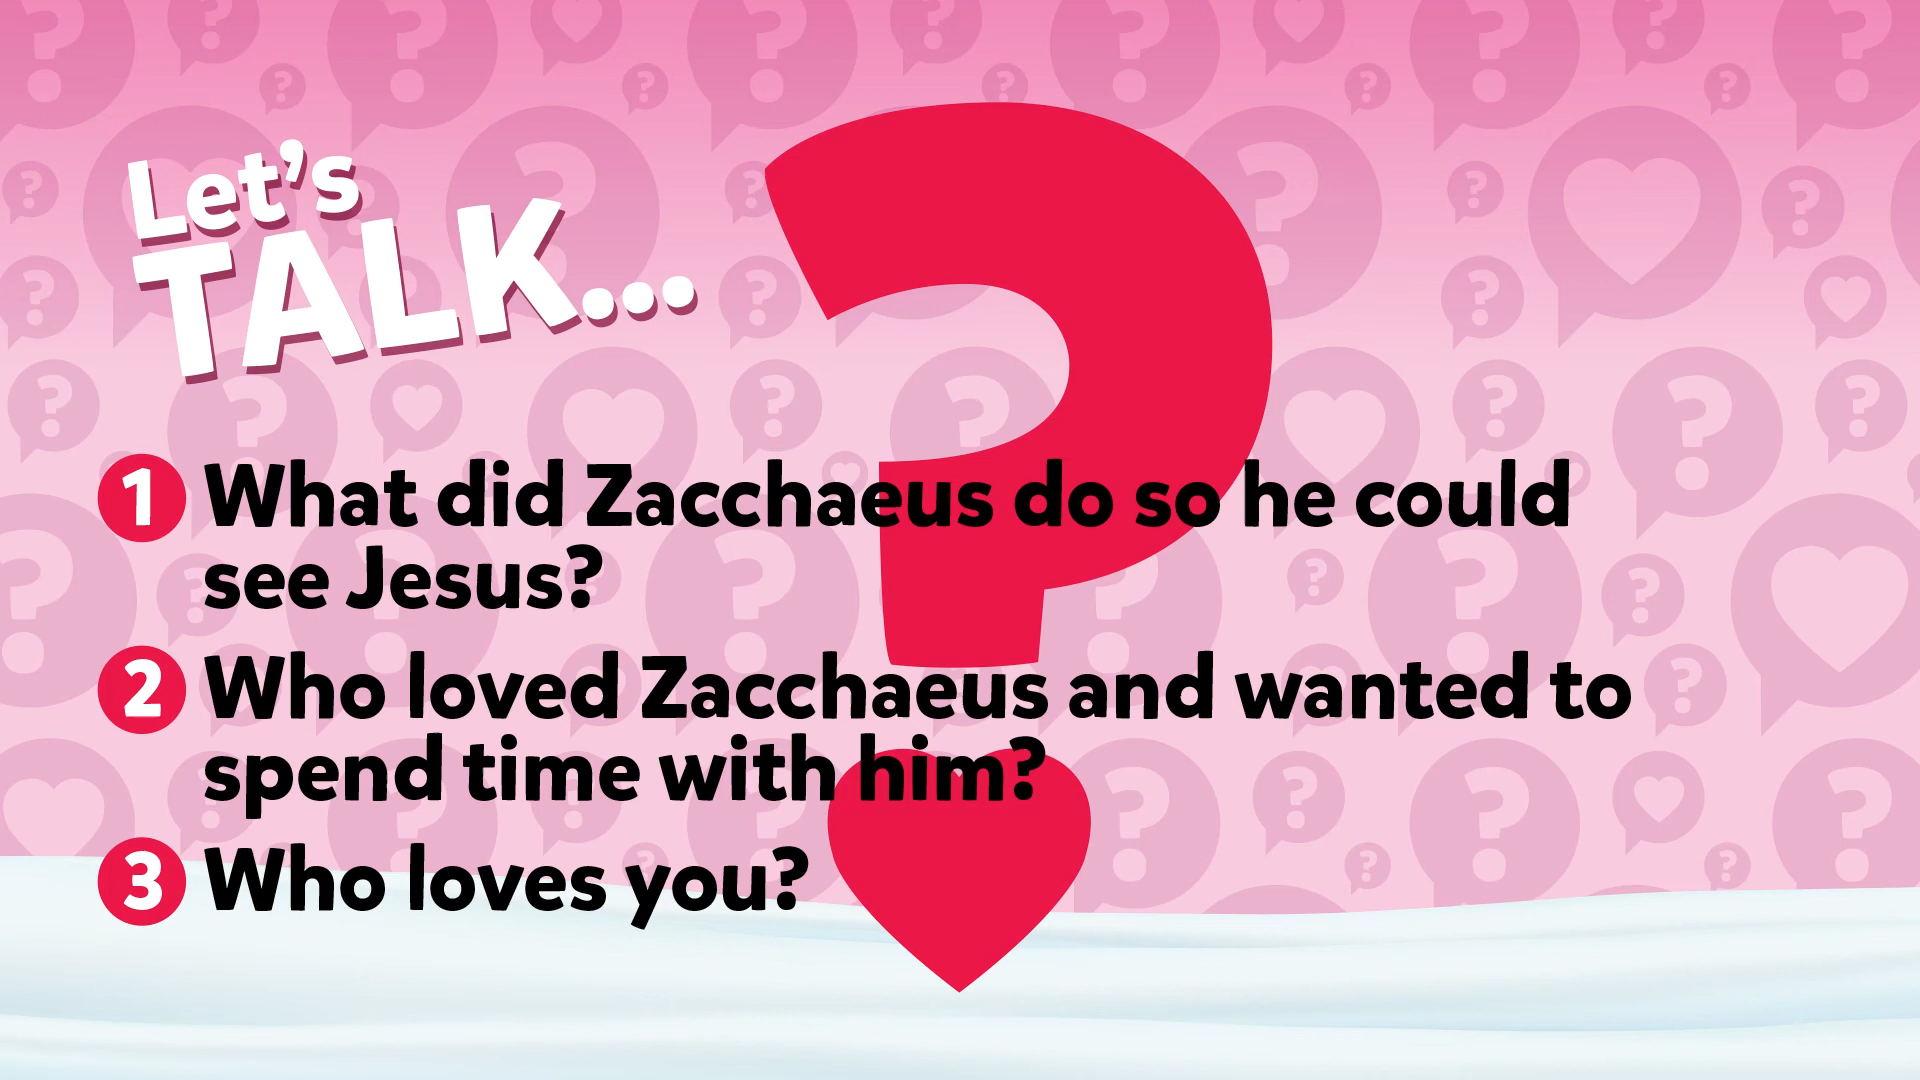 Let's
TALK...
1 What did Zacchaeus do so he could
see Jesus?
2 Who loved Zacchaeus and wanted to
spend time with him?
3 Who loves you?